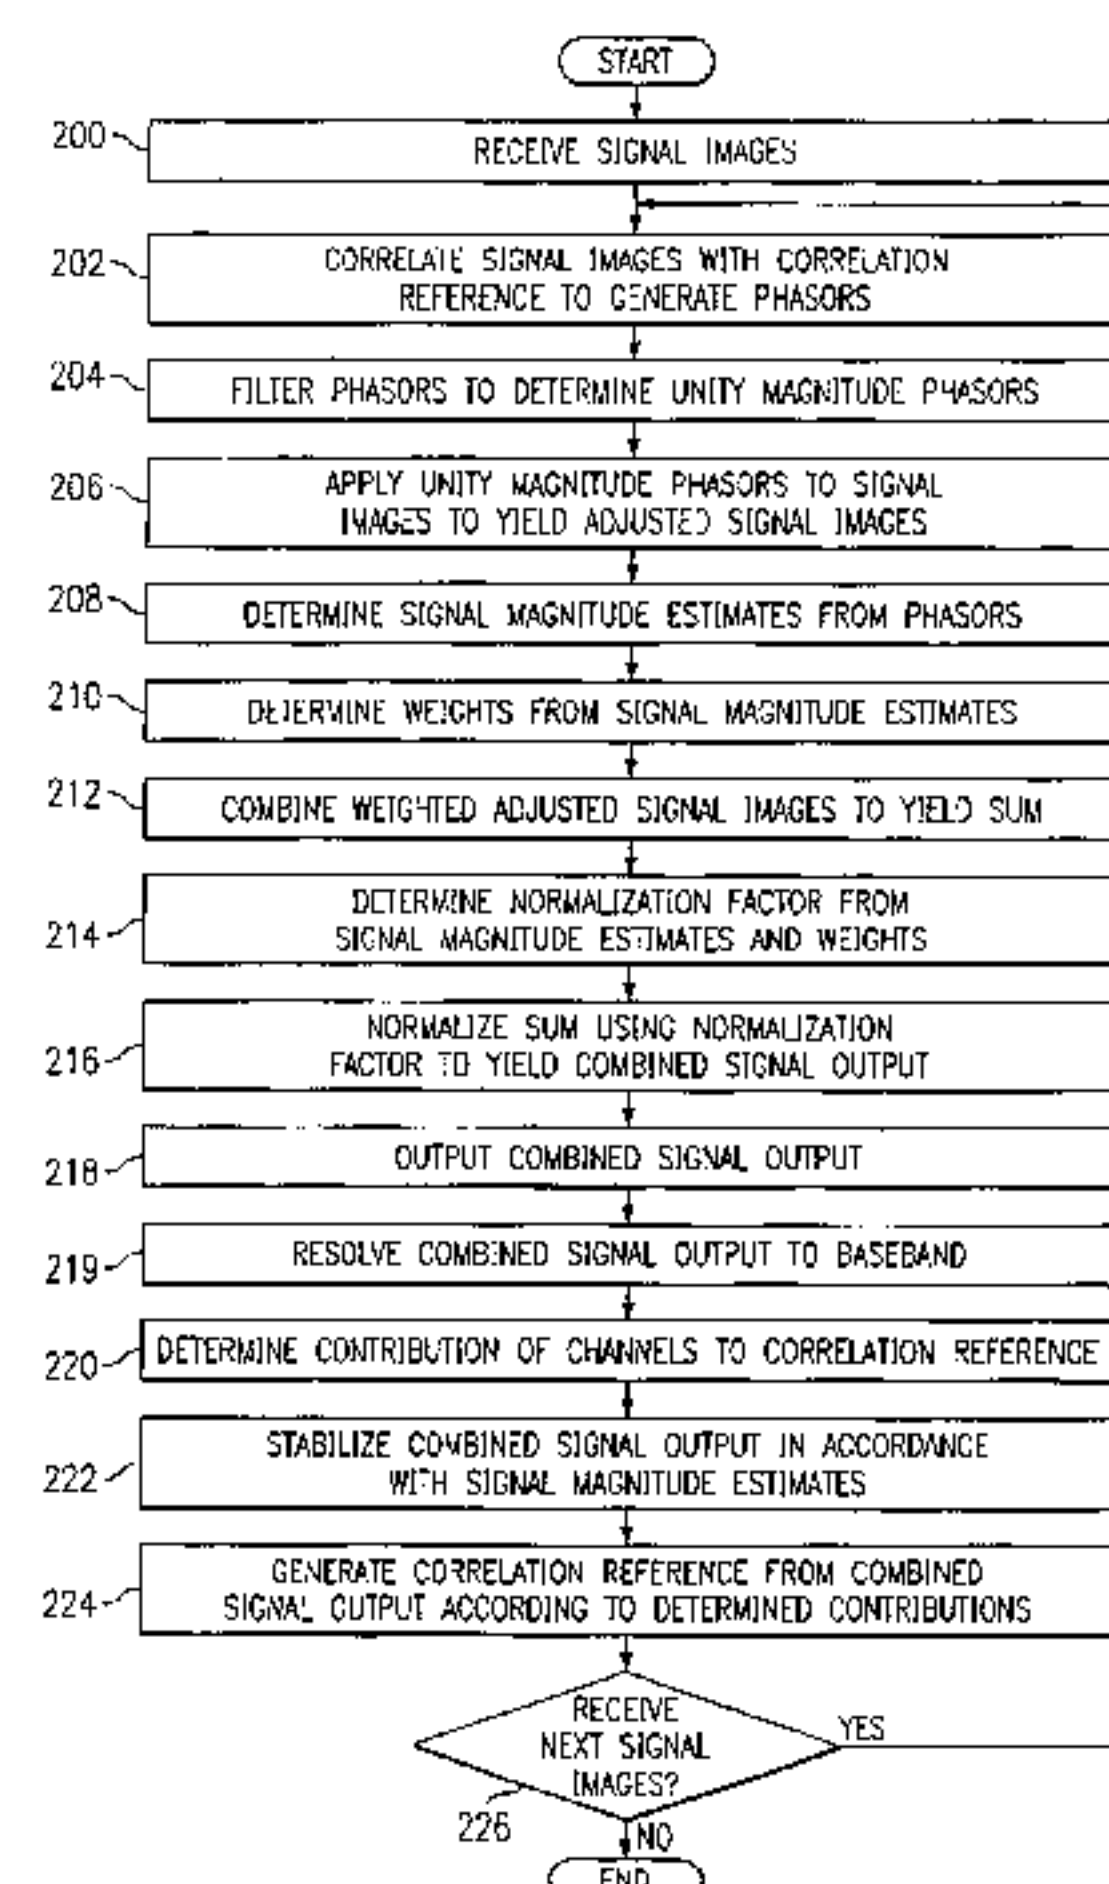 START
200
RECEIVE SIGNAL IMAGES
202
CORRELATE SIGNAL IMAGES WITH CORRELATION
REFERENCE TO GENERATE PHASORS
204
FILTER PHASORS TO DETERMINE UNITY MAGNITUDE PHASORS
206
APPLY UNITY MAGNITUDE PHASORS TO SIGNAL
IMAGES TO YIELD ADJUSTED SIGNAL IMAGES
208
DETERMINE SIGNAL MAGNITUDE ESTIMATES FROM PHASORS
210
DETERMINE WEIGHTS FROM SIGNAL MAGNITUDE ESTIMATES
212
COMBINE WEIGHTED ADJUSTED SIGNAL IMAGES TO YIELD SUM
214
DETERMINE NORMALIZATION FACTOR FROM
SIGNAL MAGNITUDE ESTIMATES AND WEIGHTS
216
NORMALIZE SUM USING NORMALIZATION
FACTOR TO YIELD COMBINED SIGNAL OUTPUT
218
OUTPUT COMBINED SIGNAL OUTPUT
219
RESOLVE COMBINED SIGNAL OUTPUT TO BASEBAND
220
DETERMINE CONTRIBUTION OF CHANNELS TO CORRELATION REFERENCE
222
STABILIZE COMBINED SIGNAL OUTPUT IN ACCORDANCE
WITH SIGNAL MAGNITUDE ESTIMATES
224
GENERATE CORRELATION REFERENCE FROM COMBINED
SIGNAL OUTPUT ACCORDING TO DETERMINED CONTRIBUTIONS
RECEIVE
NEXT SIGNAL
IMAGES?
YES
226
NO
END